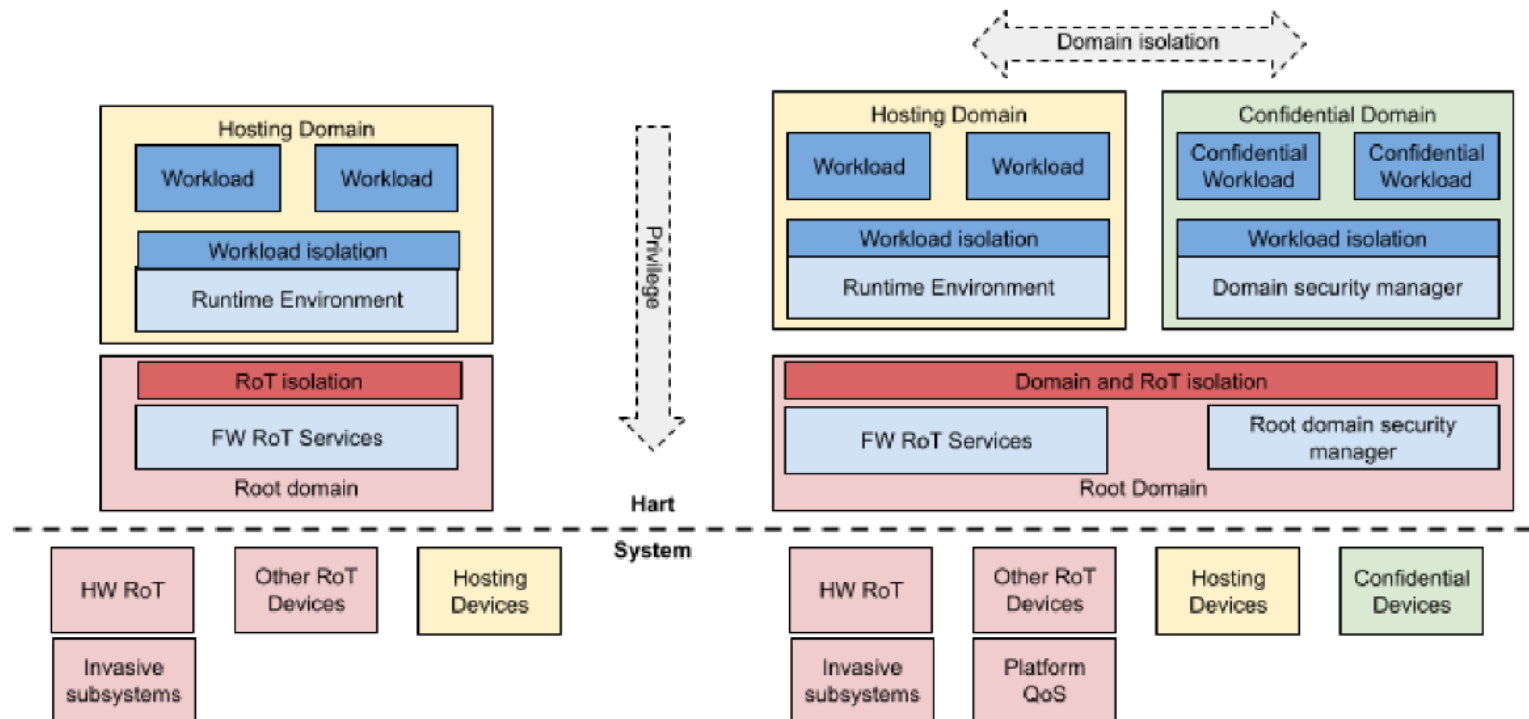 Domain isolation
Hosting Domain
Workload
Workload
Workload isolation
Runtime Environment
RoT isolation
FW RoT Services
Root domain
Privilege
Hosting Domain
Workload
Workload
Workload isolation
Runtime Environment
Confidential Domain
Confidential
Workload
Confidential
Workload
Workload isolation
Domain security manager
Domain and RoT isolation
FW RoT Services
Root domain security
manager
Root Domain
Hart
System
HW RoT
Other RoT
Devices
Hosting
Devices
Invasive
subsystems
HW RoT
Other RoT
Devices
Hosting
Devices
Confidential
Devices
Invasive
subsystems
Platform
QoS